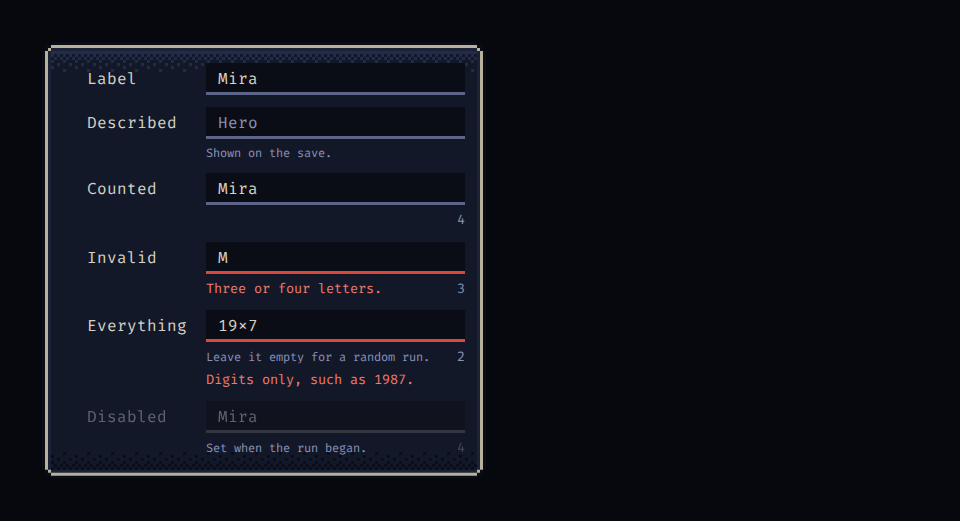 Label Mira
Described Hero
Shown on the save.
Counted Mira
4
Invalid M
Three or four letters. 3
Everything 19×7
Leave it empty for a random run. 2
Digits only, such as 1987.
Disabled Mira
Set when the run began. 4